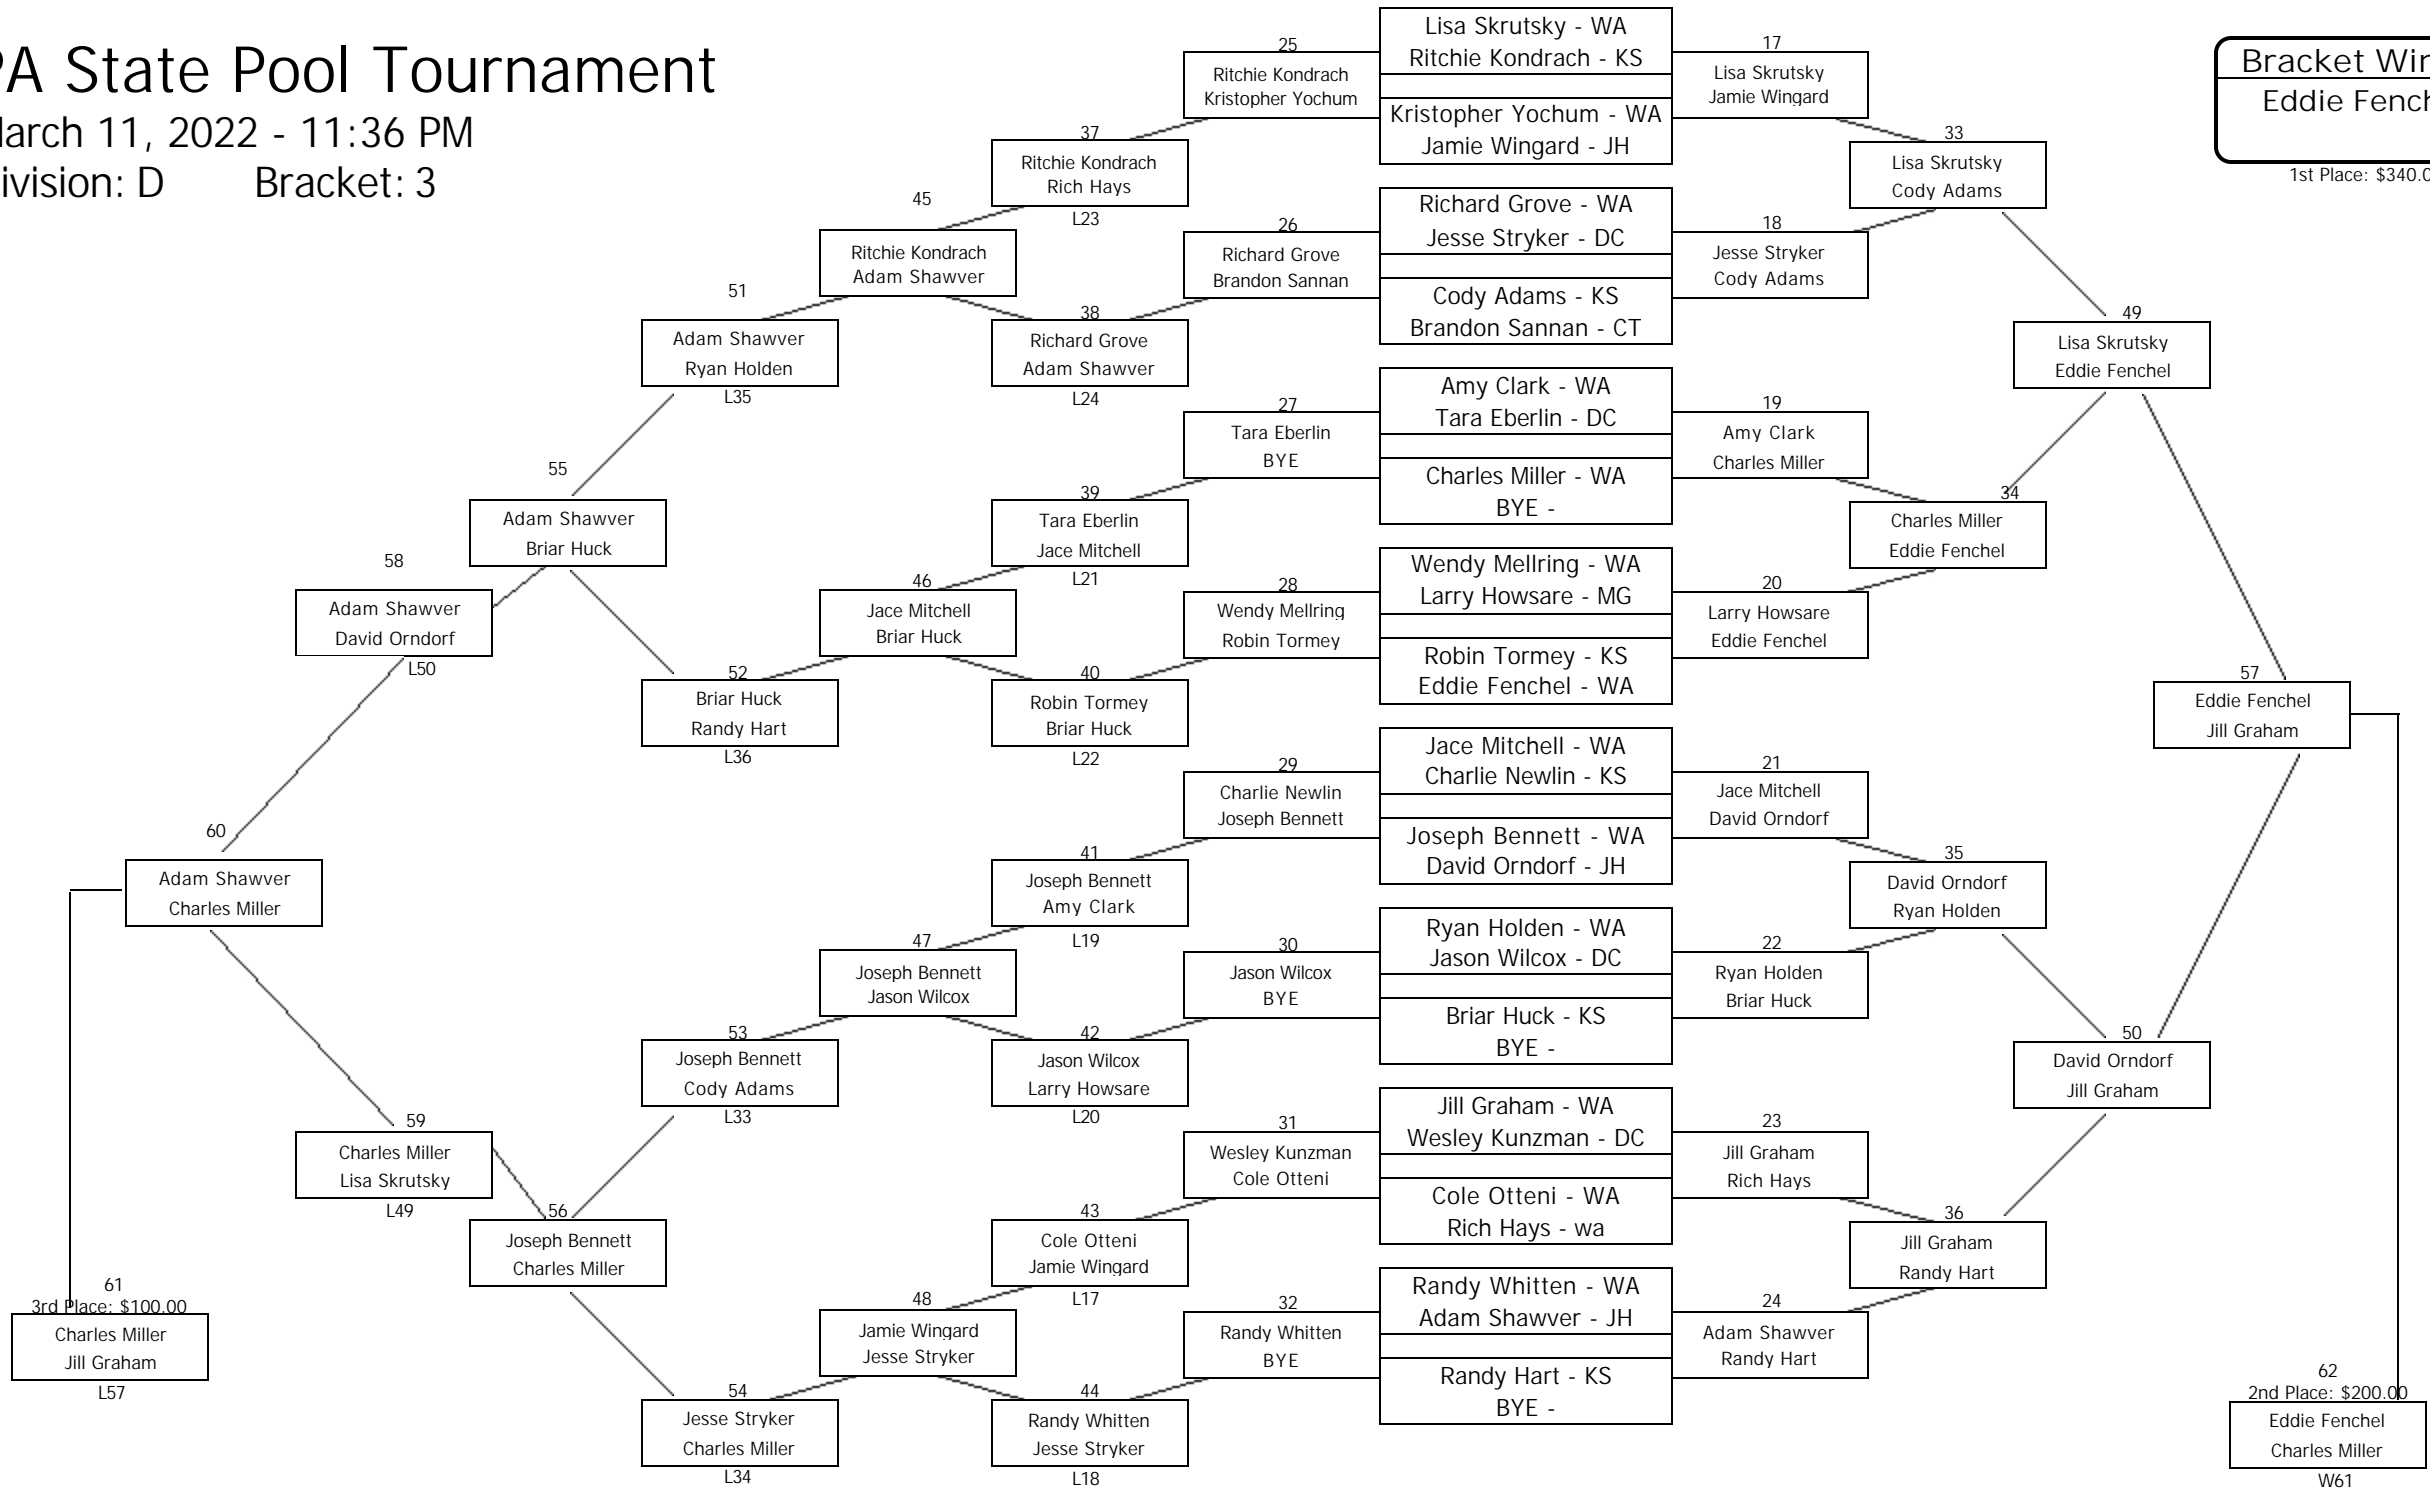 PA State Pool Tournament
March 11, 2022 - 11:36 PM
Division: D Bracket: 3
Bracket Win
Eddie Fench
1st Place: $340.0
Lisa Skrutsky - WA
Ritchie Kondrach - KS
Kristopher Yochum - WA
Jamie Wingard - JH
Richard Grove - WA
Jesse Stryker - DC
Cody Adams - KS
Brandon Sannan - CT
Amy Clark - WA
Tara Eberlin - DC
Charles Miller - WA
BYE -
Wendy Mellring - WA
Larry Howsare - MG
Robin Tormey - KS
Eddie Fenchel - WA
Jace Mitchell - WA
Charlie Newlin - KS
Joseph Bennett - WA
David Orndorf - JH
Ryan Holden - WA
Jason Wilcox - DC
Briar Huck - KS
BYE -
Jill Graham - WA
Wesley Kunzman - DC
Cole Otteni - WA
Rich Hays - wa
Randy Whitten - WA
Adam Shawver - JH
Randy Hart - KS
BYE -
17
Lisa Skrutsky
Jamie Wingard
18
Jesse Stryker
Cody Adams
19
Amy Clark
Charles Miller
20
Larry Howsare
Eddie Fenchel
21
Jace Mitchell
David Orndorf
22
Ryan Holden
Briar Huck
23
Jill Graham
Rich Hays
24
Adam Shawver
Randy Hart
25
Ritchie Kondrach
Kristopher Yochum
26
Richard Grove
Brandon Sannan
27
Tara Eberlin
BYE
28
Wendy Mellring
Robin Tormey
29
Charlie Newlin
Joseph Bennett
30
Jason Wilcox
BYE
31
Wesley Kunzman
Cole Otteni
32
Randy Whitten
BYE
33
Lisa Skrutsky
Cody Adams
34
Charles Miller
Eddie Fenchel
35
David Orndorf
Ryan Holden
36
Jill Graham
Randy Hart
37
Ritchie Kondrach
Rich Hays
L23
38
Richard Grove
Adam Shawver
L24
39
Tara Eberlin
Jace Mitchell
L21
40
Robin Tormey
Briar Huck
L22
41
Joseph Bennett
Amy Clark
L19
42
Jason Wilcox
Larry Howsare
L20
43
Cole Otteni
Jamie Wingard
L17
44
Randy Whitten
Jesse Stryker
L18
45
Ritchie Kondrach
Adam Shawver
46
Jace Mitchell
Briar Huck
47
Joseph Bennett
Jason Wilcox
48
Jamie Wingard
Jesse Stryker
49
Lisa Skrutsky
Eddie Fenchel
50
David Orndorf
Jill Graham
51
Adam Shawver
Ryan Holden
L35
52
Briar Huck
Randy Hart
L36
53
Joseph Bennett
Cody Adams
L33
54
Jesse Stryker
Charles Miller
L34
55
Adam Shawver
Briar Huck
56
Joseph Bennett
Charles Miller
57
Eddie Fenchel
Jill Graham
58
Adam Shawver
David Orndorf
L50
59
Charles Miller
Lisa Skrutsky
L49
60
Adam Shawver
Charles Miller
61
3rd Place: $100.00
Charles Miller
Jill Graham
L57
62
2nd Place: $200.00
Eddie Fenchel
Charles Miller
W61